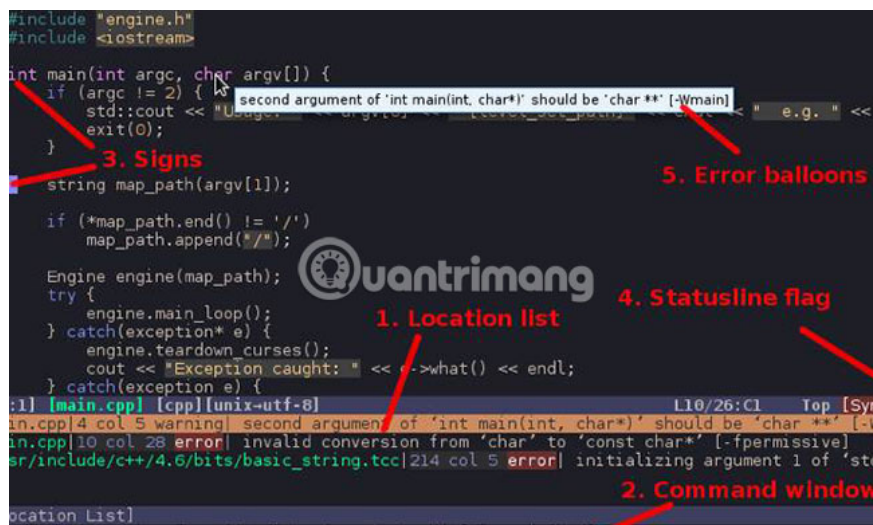 #include "engine.h"
#include <iostream>
int main(int argc, char argv[]) {
if (argc != 2) {
second argument of 'int main(int, char*)' should be 'char **' [-Wmain]
std::cout << " e.g. " <<
exit(0);
}
3. Signs
5. Error balloons
string map_path(argv[1]);
if (*map_path.end() != '/')
map_path.append("/");
Quantrimang
Engine engine(map_path);
try {
4. Statusline flag
engine.main_loop();
1. Location list
} catch(exception* e) {
engine.teardown_curses();
cout << "Exception caught: " << e->what() << endl;
} catch(exception e) {
:1] [main.cpp] [cpp][unix→utf-8] L10/26:C1 Top [Syn
in.cpp|4 col 5 warning| second argument of ‘int main(int, char*)’ should be ‘char **’ [-W
in.cpp|10 col 28 error| invalid conversion from ‘char’ to ‘const char*’ [-fpermissive]
sr/include/c++/4.6/bits/basic_string.tcc|214 col 5 error| initializing argument 1 of ‘std
2. Command window
ocation List]